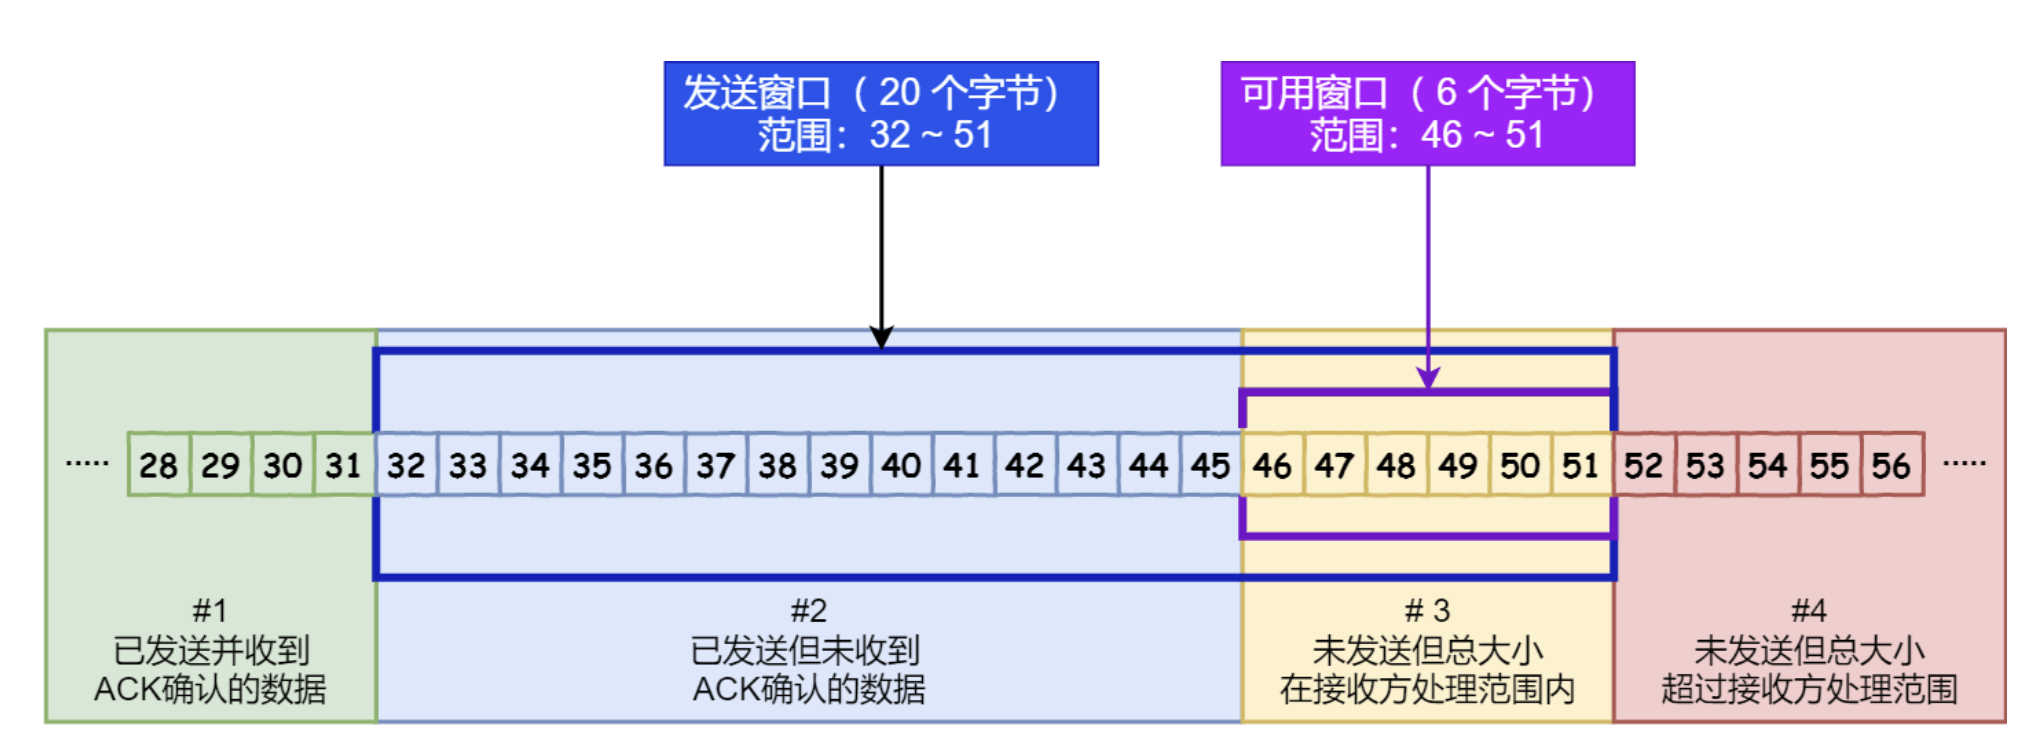 发送窗口（20 个字节）
范围：32 ~ 51
可用窗口（6 个字节）
范围：46 ~ 51
..... 28 29 30 31 32 33 34 35 36 37 38 39 40 41 42 43 44 45 46 47 48 49 50 51 52 53 54 55 56 .....
#1
已发送并收到
ACK确认的数据
#2
已发送但未收到
ACK确认的数据
# 3
未发送但总大小
在接收方处理范围内
#4
未发送但总大小
超过接收方处理范围